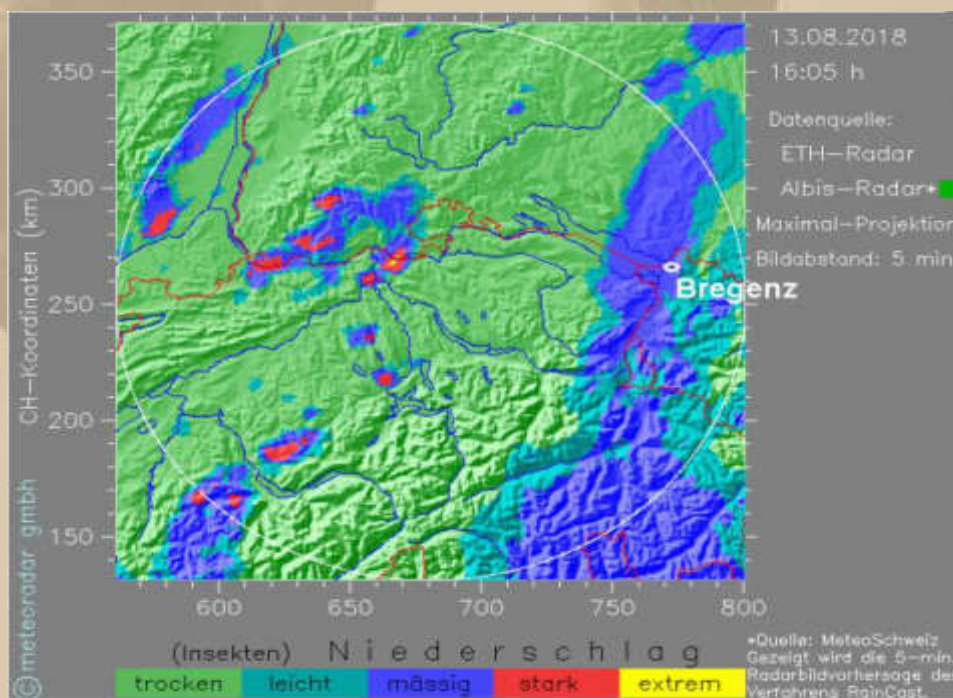 13.08.2018
16:05 h
Datenquelle:
ETH-Radar
Albis-Radar*
Maximal-Projektion
Bildabstand: 5 min
Bregenz
CH-Koordinaten (km)
350
300
250
200
150
600
650
700
750
800
©meteoradar gmbh
(Insekten) Niederschlag
trocken leicht mässig stark extrem
*Quelle: MeteoSchweiz
Gezeigt wird die 5-min.
Radarbildvorhersage des
Verfahrens RainCast.